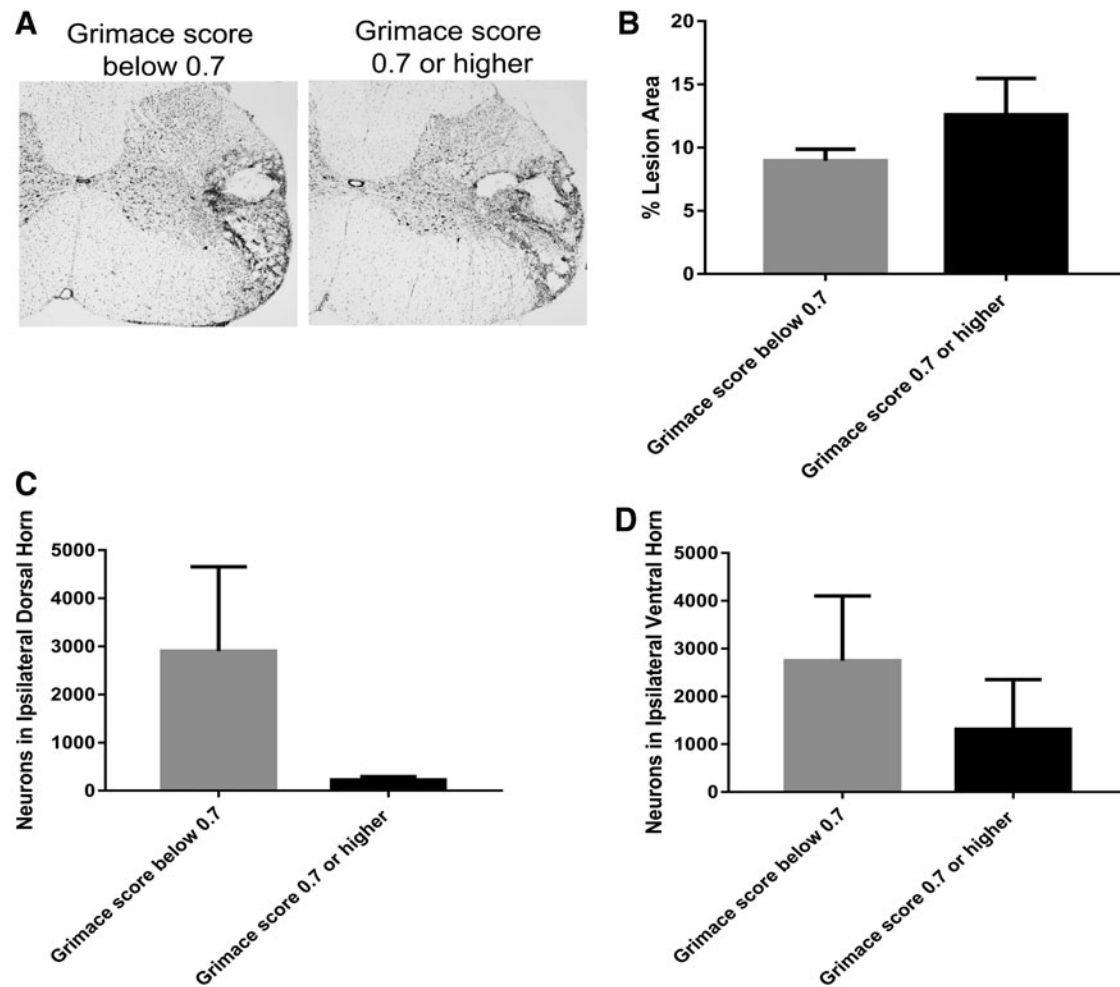 A
Grimace score
below 0.7
Grimace score
0.7 or higher
B
% Lesion Area
20
15
10
5
0
Grimace score below 0.7
Grimace score 0.7 or higher
C
Neurons in Ipsilateral Dorsal Horn
5000
4000
3000
2000
1000
0
Grimace score below 0.7
Grimace score 0.7 or higher
D
Neurons in Ipsilateral Ventral Horn
5000
4000
3000
2000
1000
0
Grimace score below 0.7
Grimace score 0.7 or higher